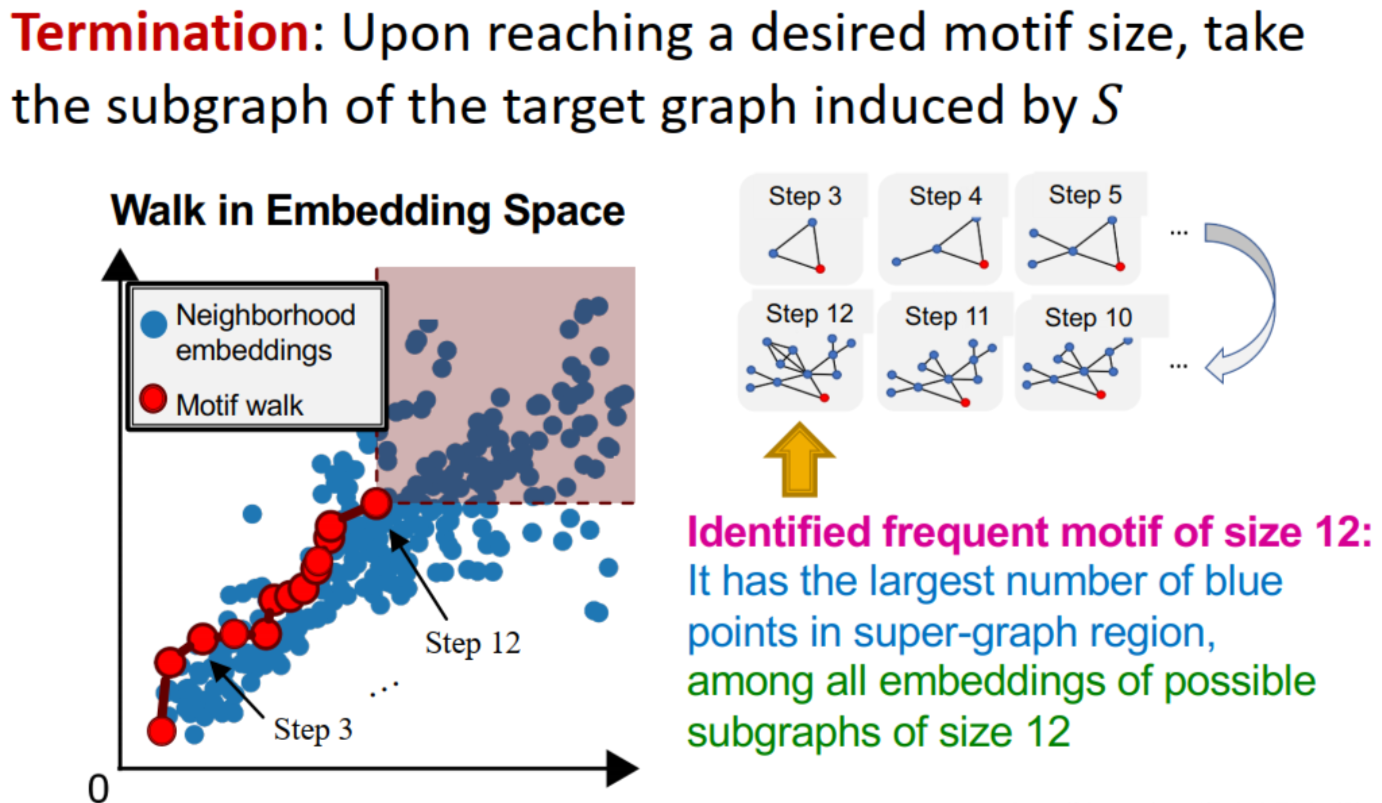 Termination: Upon reaching a desired motif size, take
the subgraph of the target graph induced by S
Walk in Embedding Space
Neighborhood
embeddings
Motif walk
Step 12
...
Step 3
0
Step 3
Step 4
Step 5
...
Step 12
Step 11
Step 10
...
Identified frequent motif of size 12:
It has the largest number of blue
points in super-graph region,
among all embeddings of possible
subgraphs of size 12